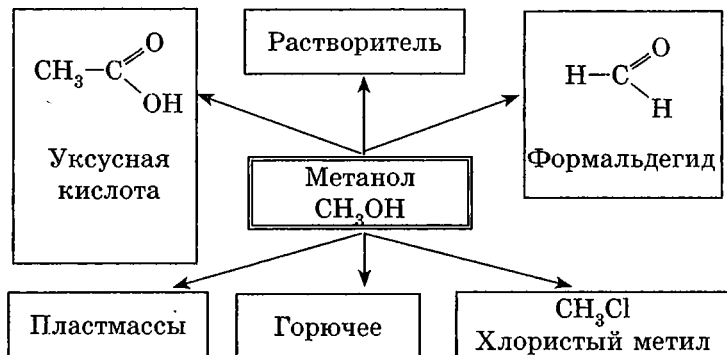 CH₃—C
O
OH
Уксусная
кислота
Растворитель
H—C
O
H
Формальдегид
Метанол
CH₃OH
Пластмассы
Горючее
CH₃Cl
Хлористый метил